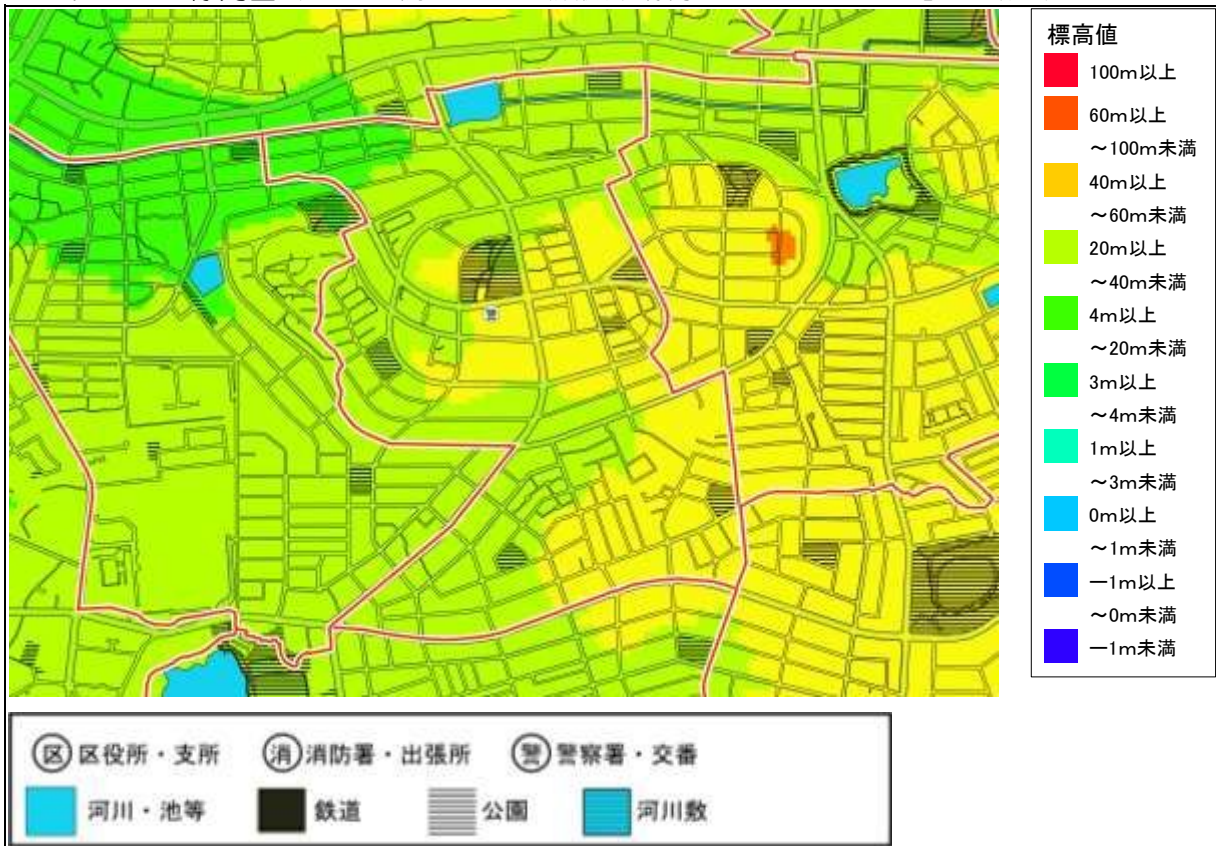 標高値
100m以上
60m以上
~100m未満
40m以上
~60m未満
20m以上
~40m未満
4m以上
~20m未満
3m以上
~4m未満
1m以上
~3m未満
0m以上
~1m未満
ー1m以上
~0m未満
ー1m未満
区 区役所・支所 消 消防署・出張所 警 警察署・交番
河川・池等 鉄道 公園 河川敷